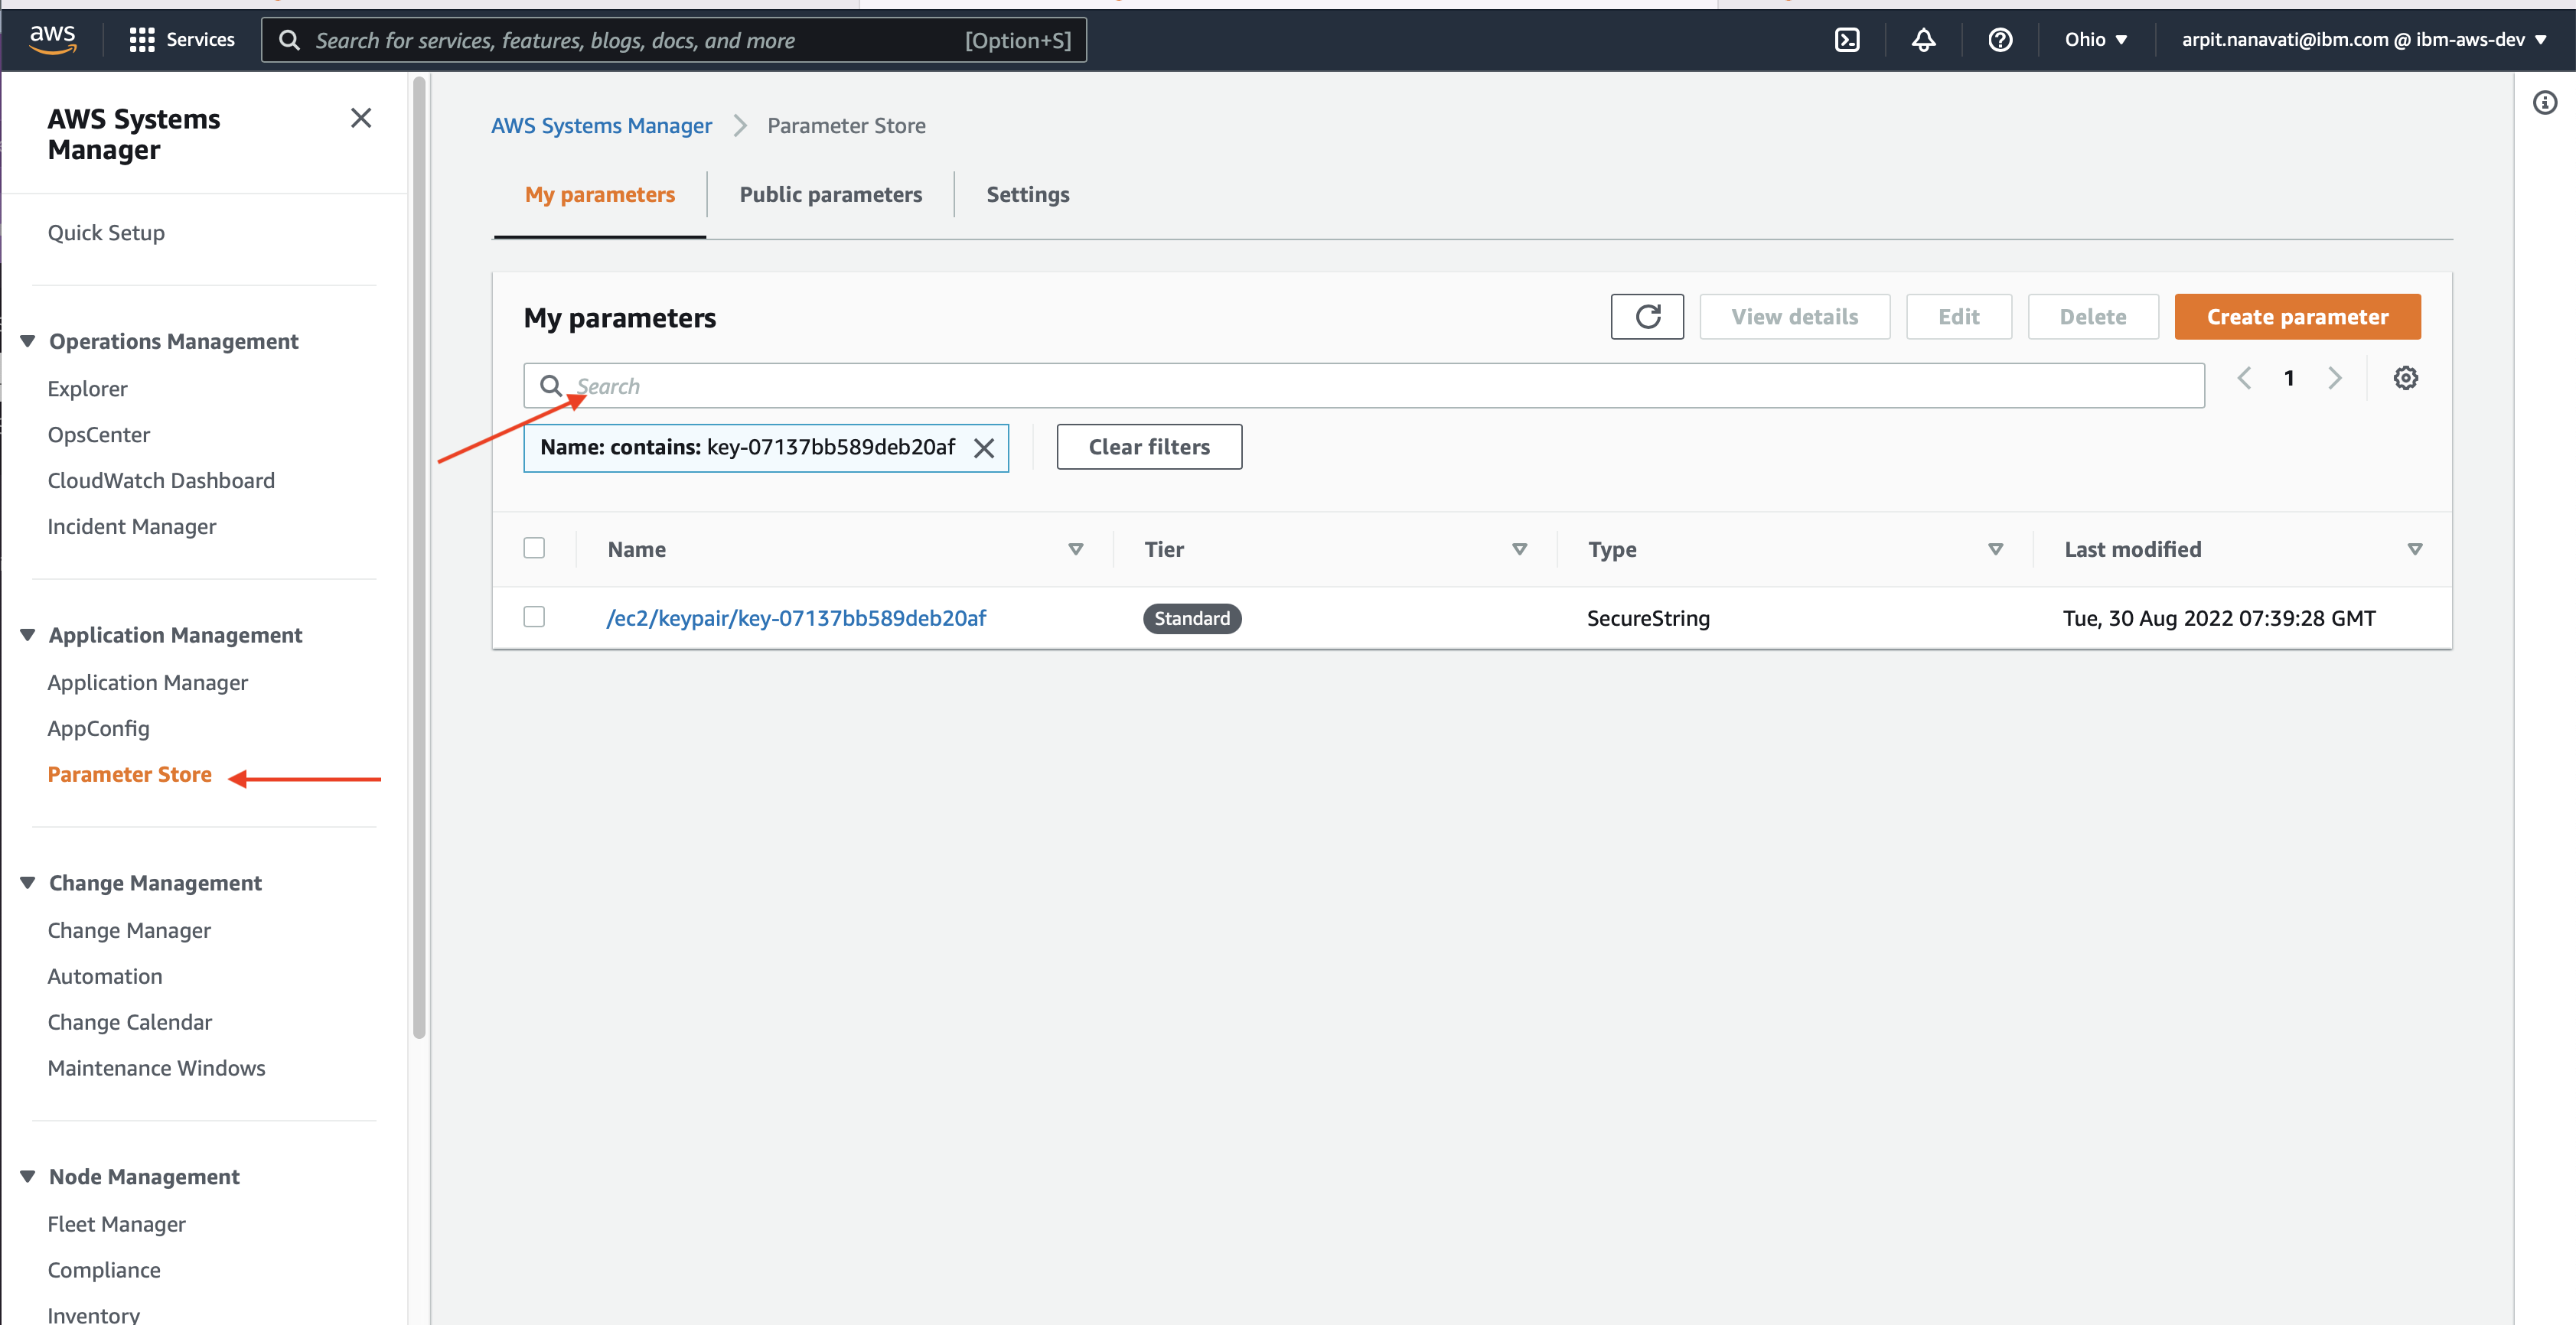 aws
Services
Search for services, features, blogs, docs, and more [Option+S]
Ohio
arpit.nanavati@ibm.com @ ibm-aws-dev
AWS Systems
Manager
Quick Setup
Operations Management
Explorer
OpsCenter
CloudWatch Dashboard
Incident Manager
Application Management
Application Manager
AppConfig
Parameter Store
Change Management
Change Manager
Automation
Change Calendar
Maintenance Windows
Node Management
Fleet Manager
Compliance
Inventory
AWS Systems Manager Parameter Store
My parameters Public parameters Settings
My parameters
View details Edit Delete Create parameter
Search
1
Name: contains: key-07137bb589deb20af
Clear filters
Name Tier Type Last modified
/ec2/keypair/key-07137bb589deb20af Standard SecureString Tue, 30 Aug 2022 07:39:28 GMT